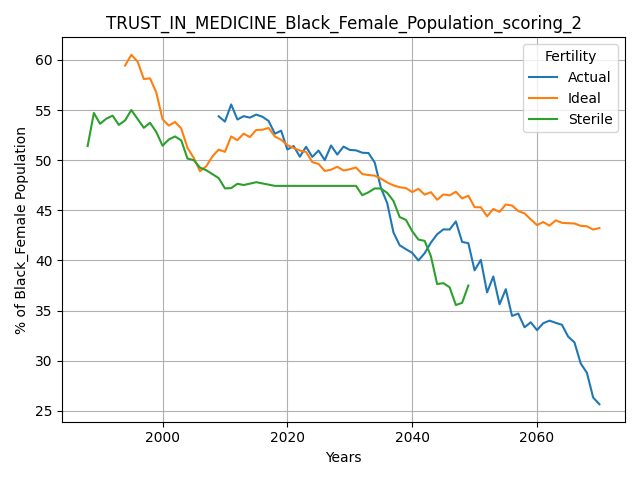 TRUST_IN_MEDICINE_Black_Female_Population_scoring_2
Fertility
Actual
Ideal
Sterile
% of Black_Female Population
60
55
50
45
40
35
30
25
2000
2020
2040
2060
Years